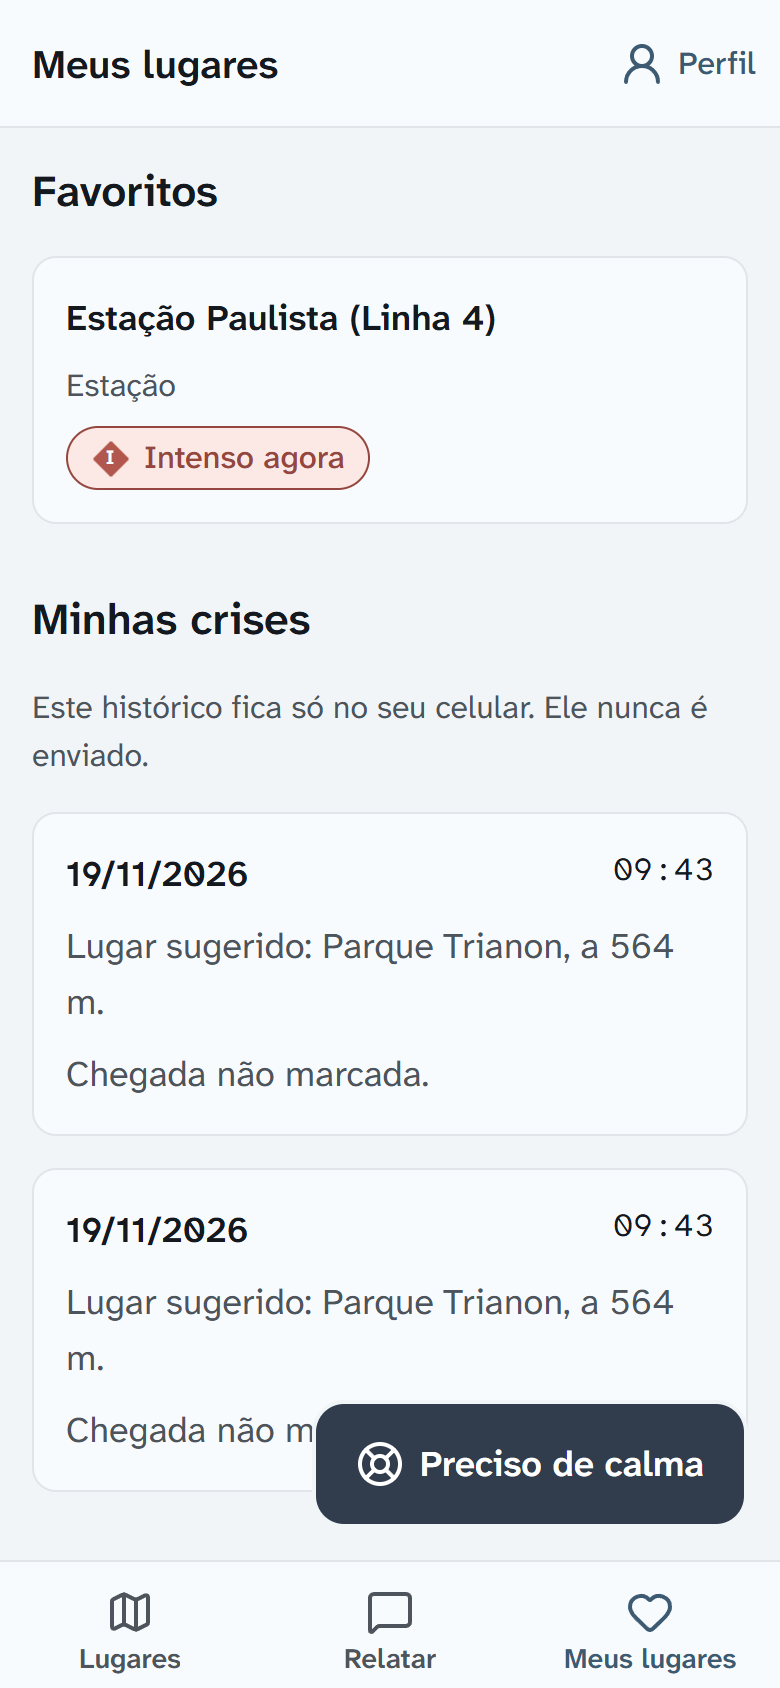 Meus lugares
Perfil
Favoritos
Estação Paulista (Linha 4)
Estação
I Intenso agora
Minhas crises
Este histórico fica só no seu celular. Ele nunca é
enviado.
19/11/2026
09:43
Lugar sugerido: Parque Trianon, a 564
m.
Chegada não marcada.
19/11/2026
09:43
Lugar sugerido: Parque Trianon, a 564
m.
Chegada não
Preciso de calma
Lugares
Relatar
Meus lugares